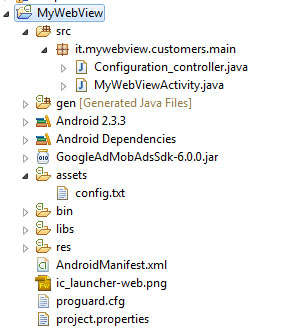 MyWebView
src
it.mywebview.customers.main
Configuration_controller.java
MyWebViewActivity.java
gen [Generated Java Files]
Android 2.3.3
Android Dependencies
GoogleAdMobAdsSdk-6.0.0.jar
assets
config.txt
bin
libs
res
AndroidManifest.xml
ic_launcher-web.png
proguard.cfg
project.properties